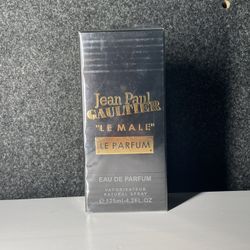 Jean Paul
GAULTIER
"LE MALE"
LE PARFUM
EAU DE PARFUM
VAPORISATEUR
NATURAL SPRAY
e 125ml-4.2FL.OZ